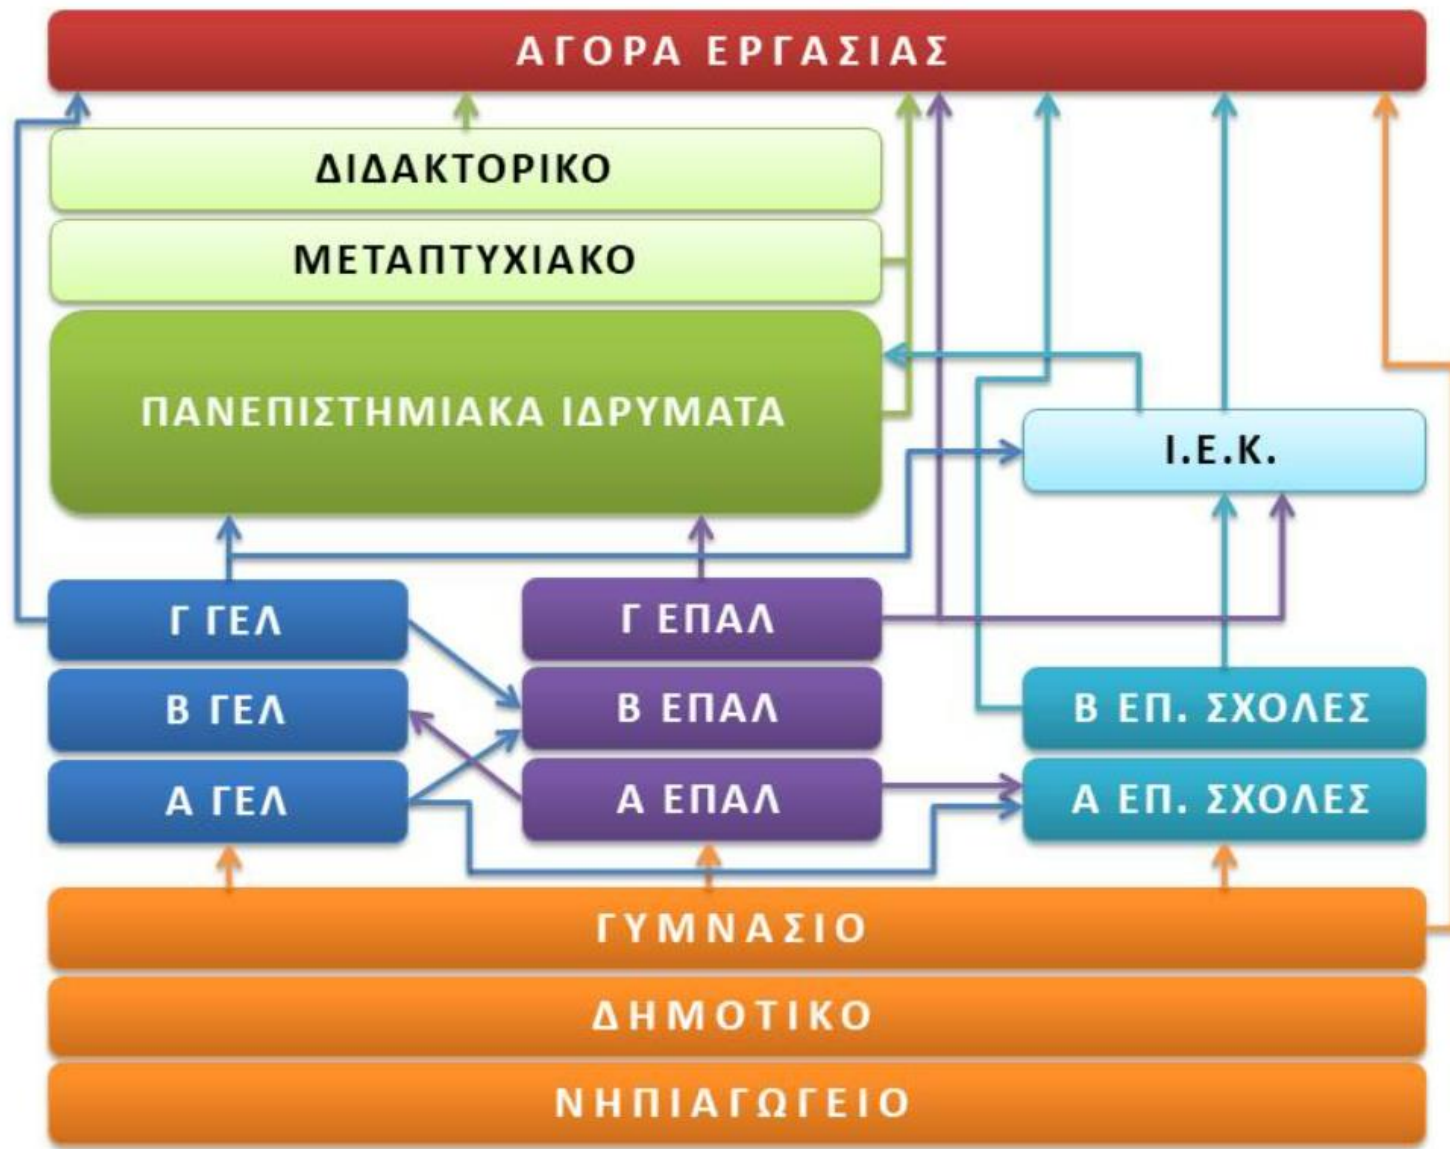 ΑΓΟΡΑ ΕΡΓΑΣΙΑΣ
ΔΙΔΑΚΤΟΡΙΚΟ
ΜΕΤΑΠΤΥΧΙΑΚΟ
ΠΑΝΕΠΙΣΤΗΜΙΑΚΑ ΙΔΡΥΜΑΤΑ
Ι.Ε.Κ.
Γ ΓΕΛ
Γ ΕΠΑΛ
Β ΓΕΛ
Β ΕΠΑΛ
Β ΕΠ. ΣΧΟΛΕΣ
Α ΓΕΛ
Α ΕΠΑΛ
Α ΕΠ. ΣΧΟΛΕΣ
ΓΥΜΝΑΣΙΟ
ΔΗΜΟΤΙΚΟ
ΝΗΠΙΑΓΩΓΕΙΟ